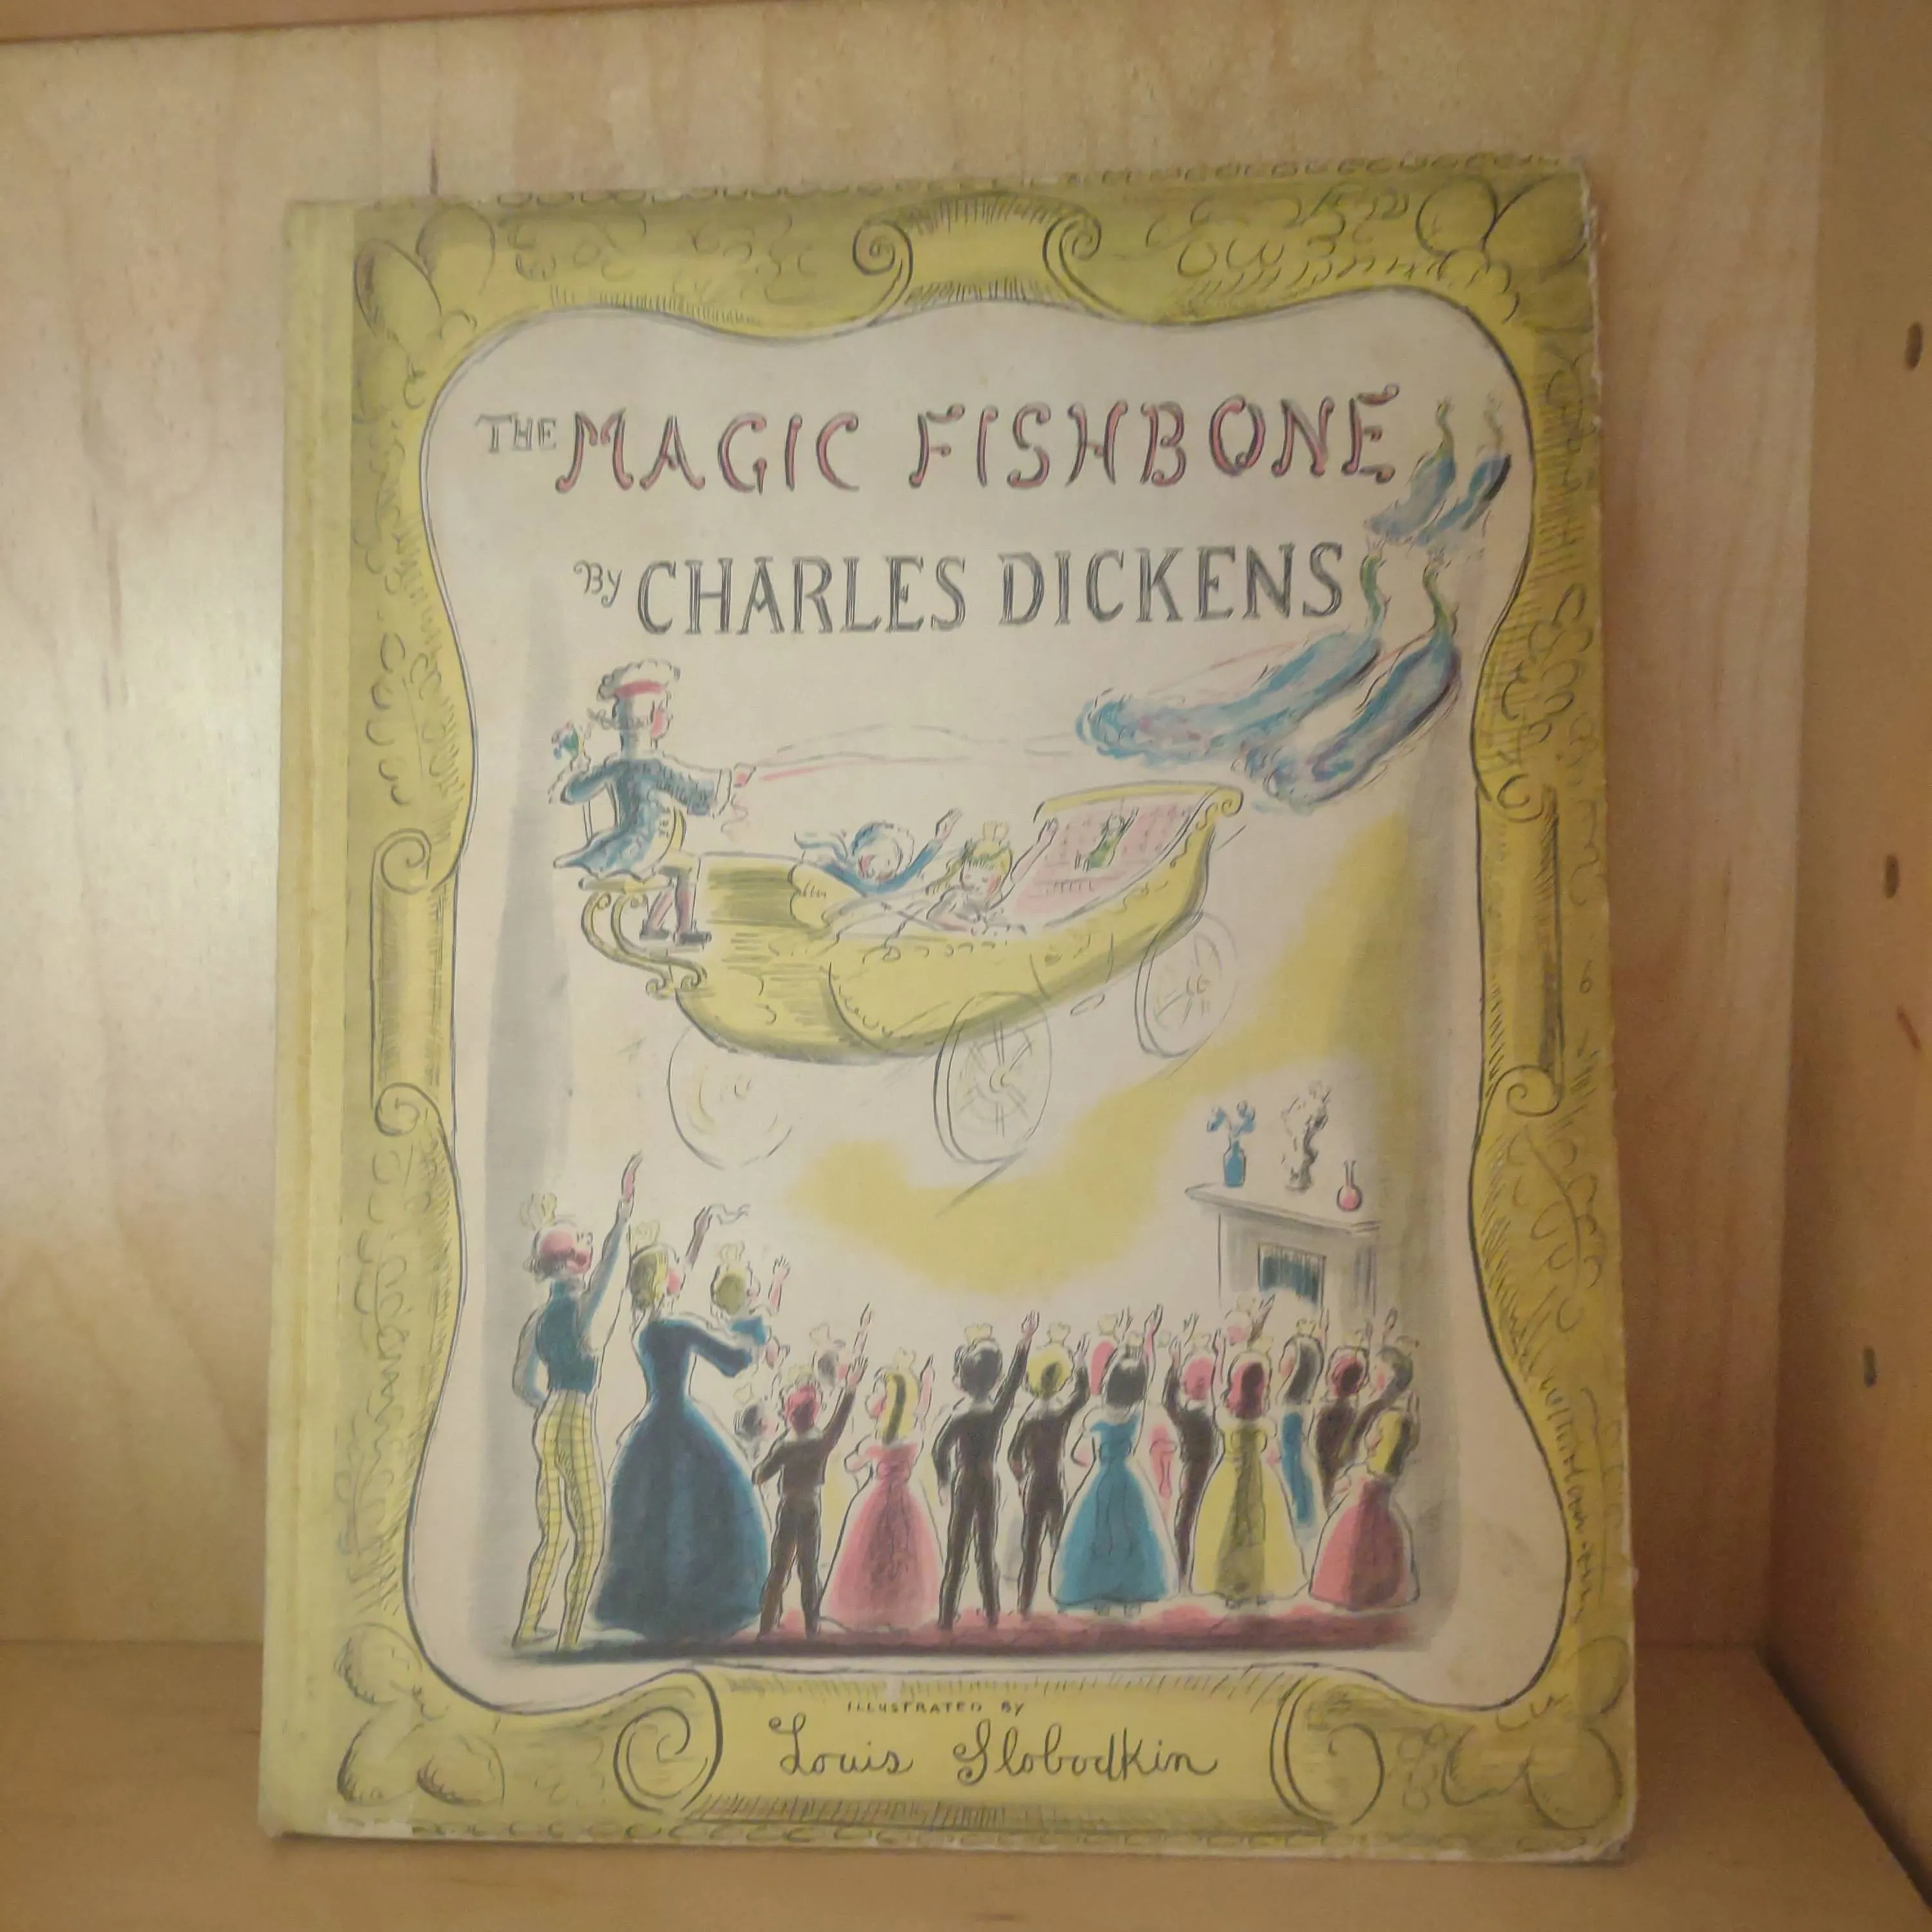 THE MAGIC FISHBONE
By CHARLES DICKENS
ILLUSTRATED BY
Louis Slobodkin